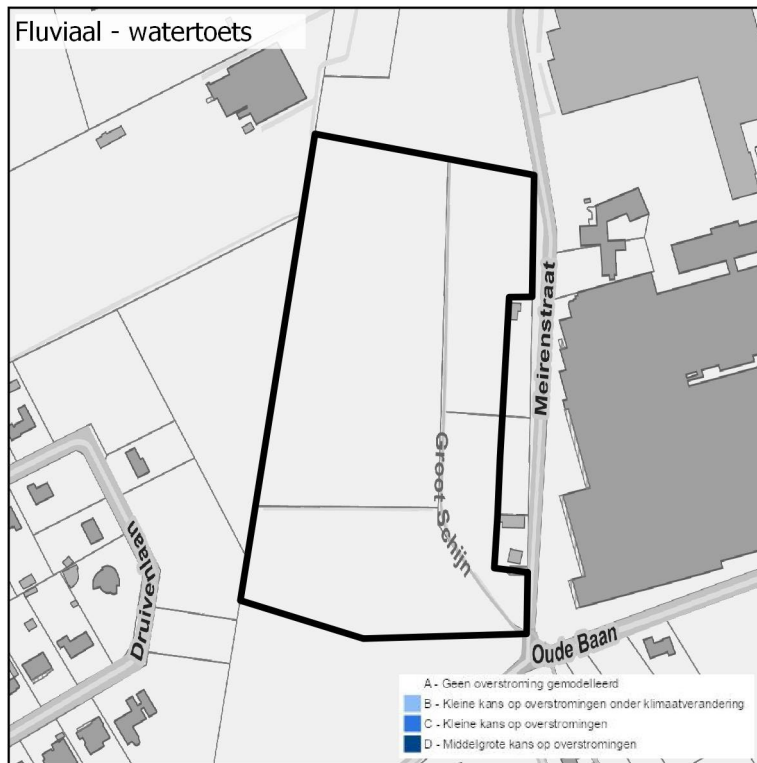 Fluviaal - watertoets
Meirenstraat
Groot Schijn
Druivenlaan
Oude Baan
A - Geen overstroming gemodelleerd
B - Kleine kans op overstromingen onder klimaatverandering
C - Kleine kans op overstromingen
D - Middelgrote kans op overstromingen